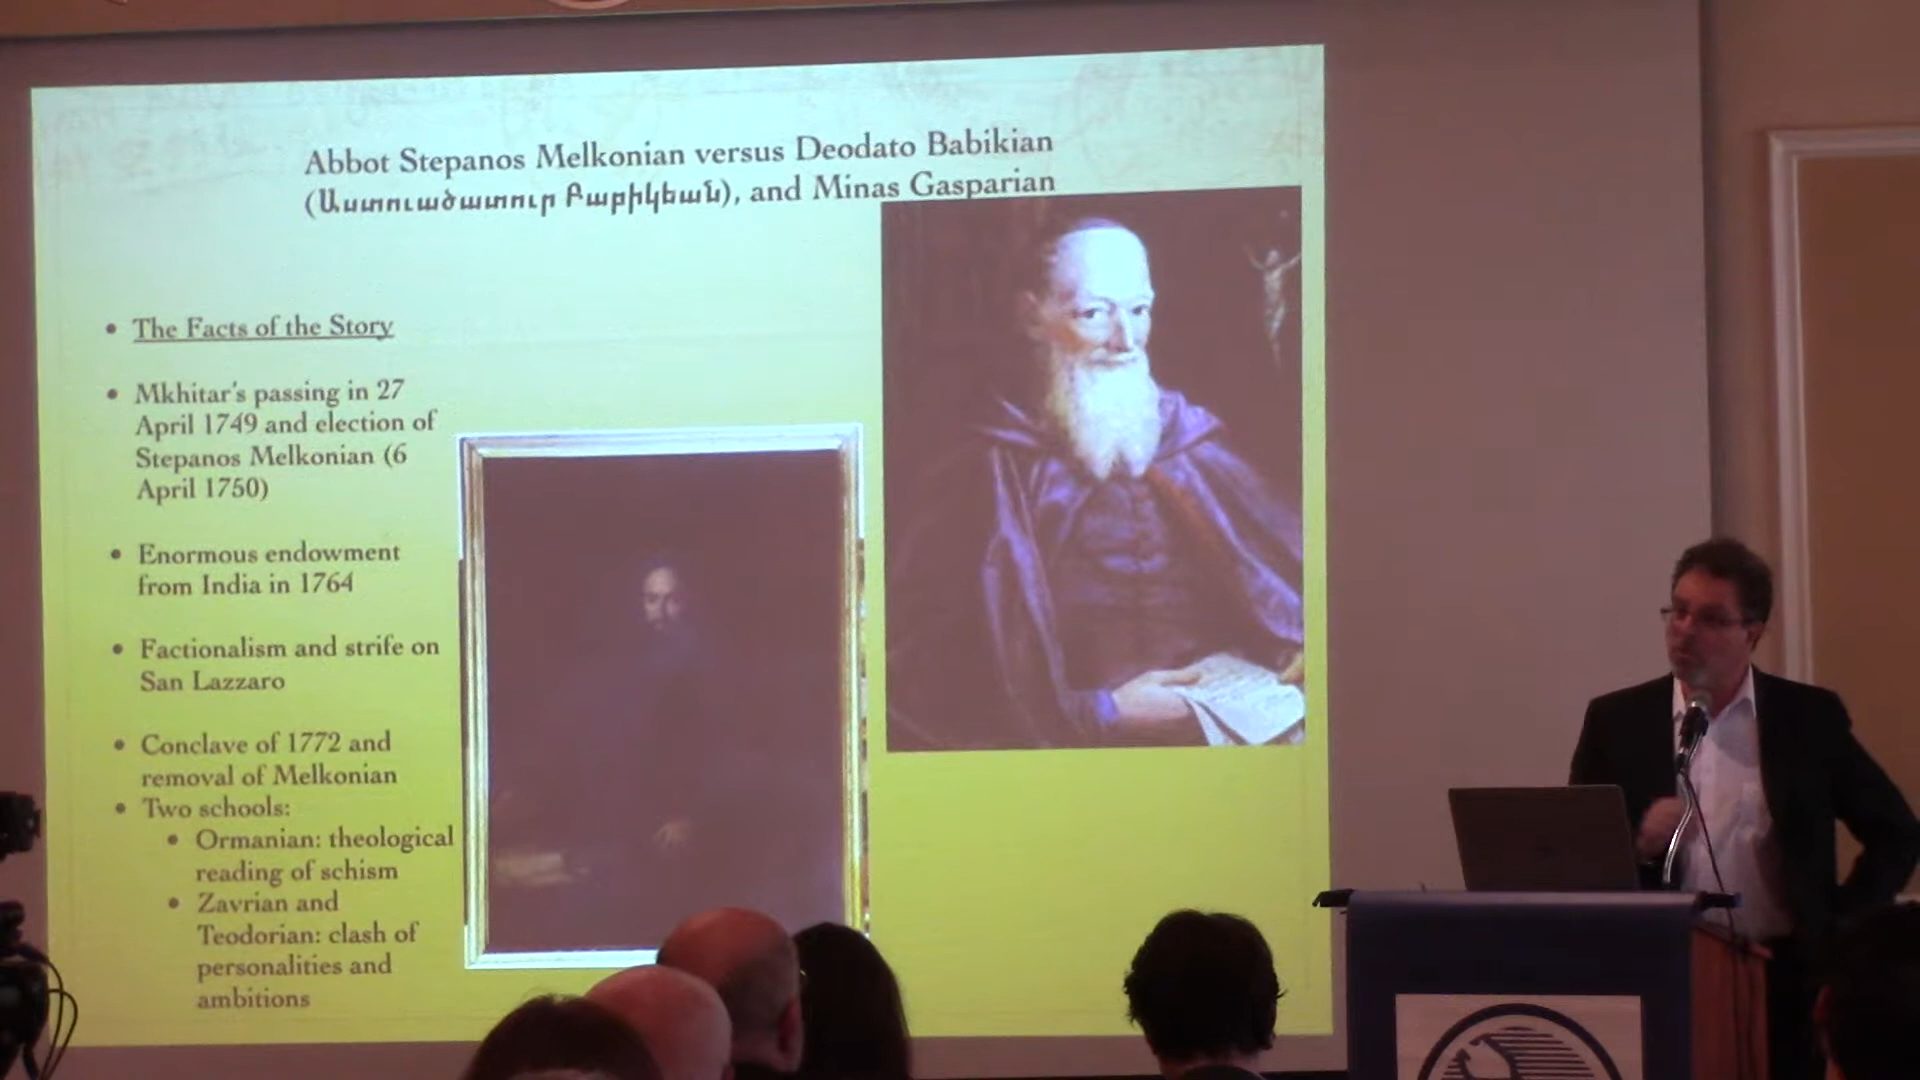 Abbot Stepanos Melkonian versus Deodato Babikian
(Աստուածատուր Բաբիկեան), and Minas Gasparian
• The Facts of the Story
• Mkhitar's passing in 27
April 1749 and election of
Stepanos Melkonian (6
April 1750)
• Enormous endowment
from India in 1764
• Factionalism and strife on
San Lazzaro
• Conclave of 1772 and
removal of Melkonian
• Two schools:
• Ormanian: theological
reading of schism
• Zavrian and
Teodorian: clash of
personalities and
ambitions